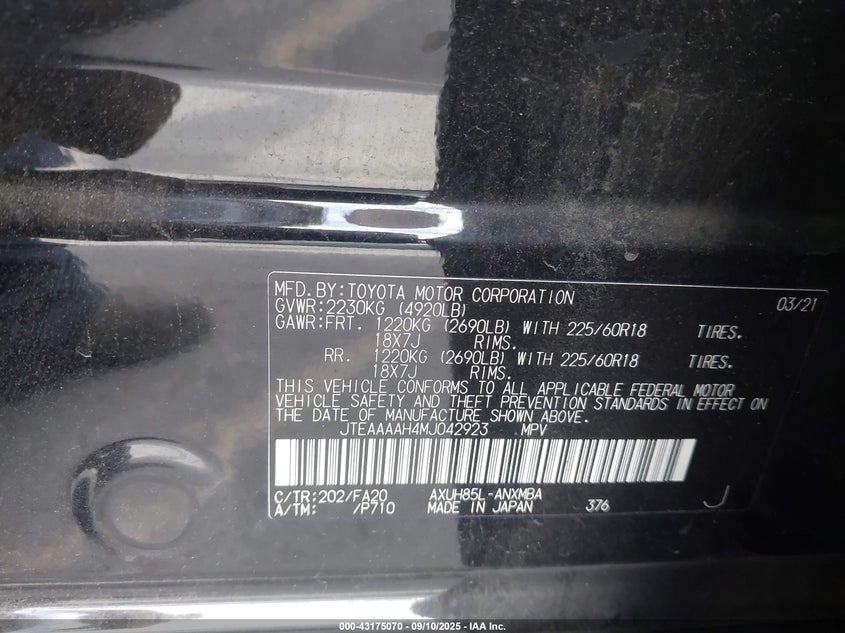 MFD. BY: TOYOTA MOTOR CORPORATION 03/21
GVWR: 2230KG (4920LB)
GAWR: FRT. 1220KG (2690LB) WITH 225/60R18 TIRES.
18X7J RIMS.
RR. 1220KG (2690LB) WITH 225/60R18 TIRES.
18X7J RIMS.
THIS VEHICLE CONFORMS TO ALL APPLICABLE FEDERAL MOTOR
VEHICLE SAFETY AND THEFT PREVENTION STANDARDS IN EFFECT ON
THE DATE OF MANUFACTURE SHOWN ABOVE.
JTEAAAAH4MJ042923 MPV
C/TR: 202/FA20 AXUH85L-ANXMBA
A/TM: /P710 MADE IN JAPAN 376 J
000-43175070 - 09/10/2025 - IAA Inc.